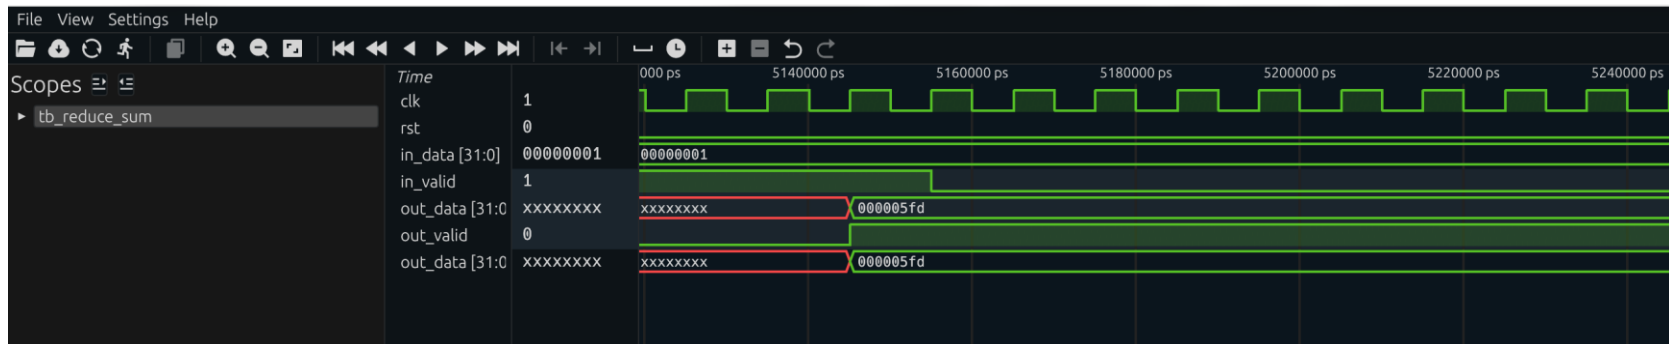 File View Settings Help
Scopes
tb_reduce_sum
Time
000 ps 5140000 ps 5160000 ps 5180000 ps 5200000 ps 5220000 ps 5240000 ps
clk 1
rst 0
in_data [31:0] 00000001 00000001
in_valid 1
out_data [31:0 xxxxxxxx xxxxxxxx 000005fd
out_valid 0
out_data [31:0 xxxxxxxx xxxxxxxx 000005fd